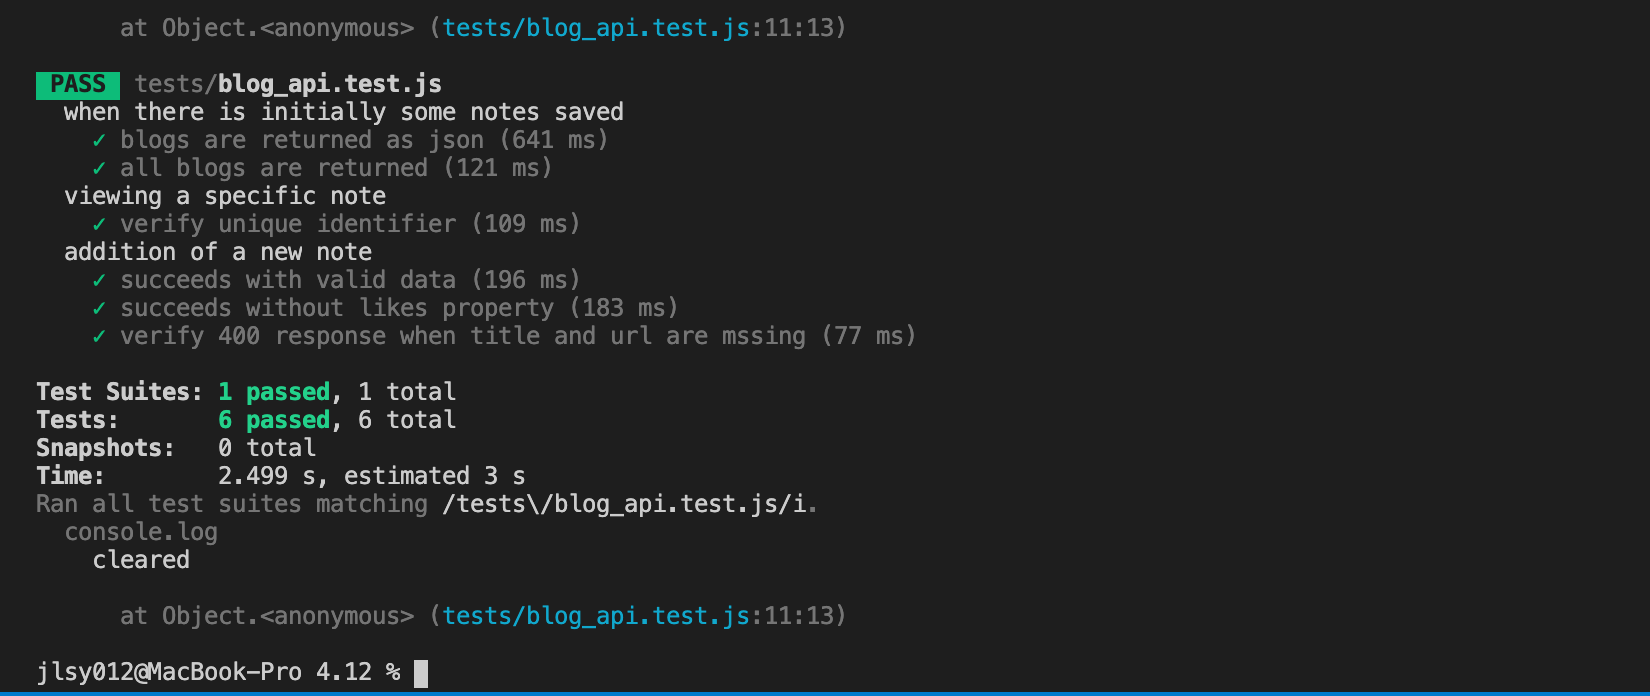 at Object.<anonymous> (tests/blog_api.test.js:11:13)
PASS tests/blog_api.test.js
when there is initially some notes saved
✓ blogs are returned as json (641 ms)
✓ all blogs are returned (121 ms)
viewing a specific note
✓ verify unique identifier (109 ms)
addition of a new note
✓ succeeds with valid data (196 ms)
✓ succeeds without likes property (183 ms)
✓ verify 400 response when title and url are mssing (77 ms)
Test Suites: 1 passed, 1 total
Tests: 6 passed, 6 total
Snapshots: 0 total
Time: 2.499 s, estimated 3 s
Ran all test suites matching /tests\/blog_api.test.js/i.
console.log
cleared
at Object.<anonymous> (tests/blog_api.test.js:11:13)
jlsy012@MacBook-Pro 4.12 %